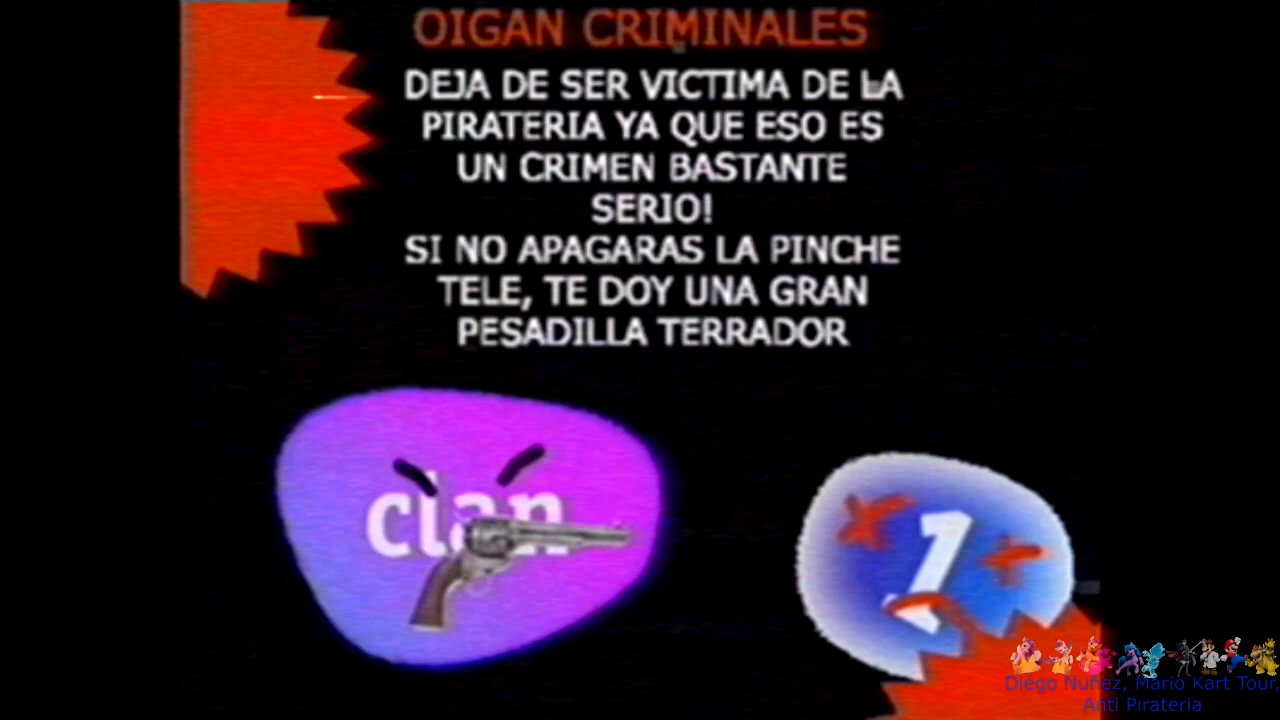 OIGAN CRIMINALES
DEJA DE SER VICTIMA DE LA
PIRATERIA YA QUE ESO ES
UN CRIMEN BASTANTE
SERIO!
SI NO APAGARAS LA PINCHE
TELE, TE DOY UNA GRAN
PESADILLA TERRADOR
clan
1
Diego Nuñez, Mario Kart Tour,
Anti Pirateria